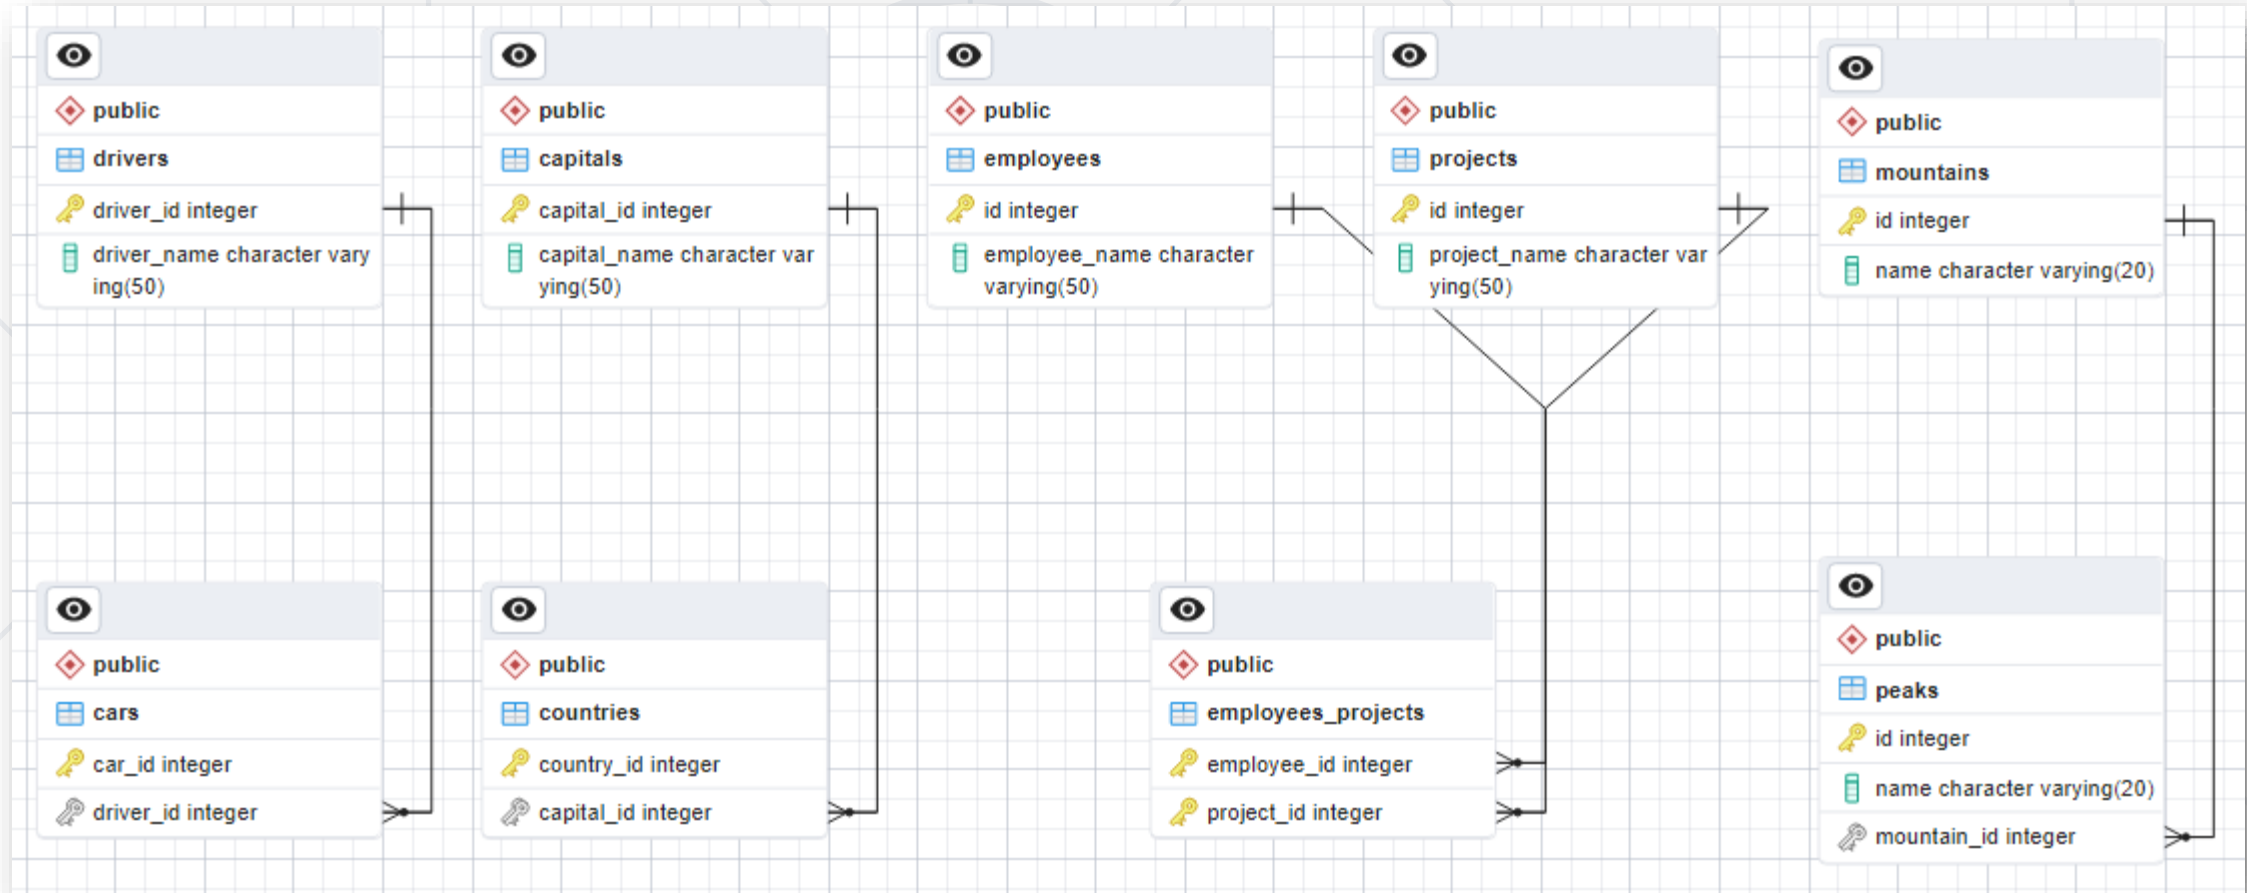 public
drivers
driver_id integer
driver_name character vary
ing(50)
public
capitals
capital_id integer
capital_name character var
ying(50)
public
employees
id integer
employee_name character
varying(50)
public
projects
id integer
project_name character var
ying(50)
public
mountains
id integer
name character varying(20)
public
cars
car_id integer
driver_id integer
public
countries
country_id integer
capital_id integer
public
employees_projects
employee_id integer
project_id integer
public
peaks
id integer
name character varying(20)
mountain_id integer